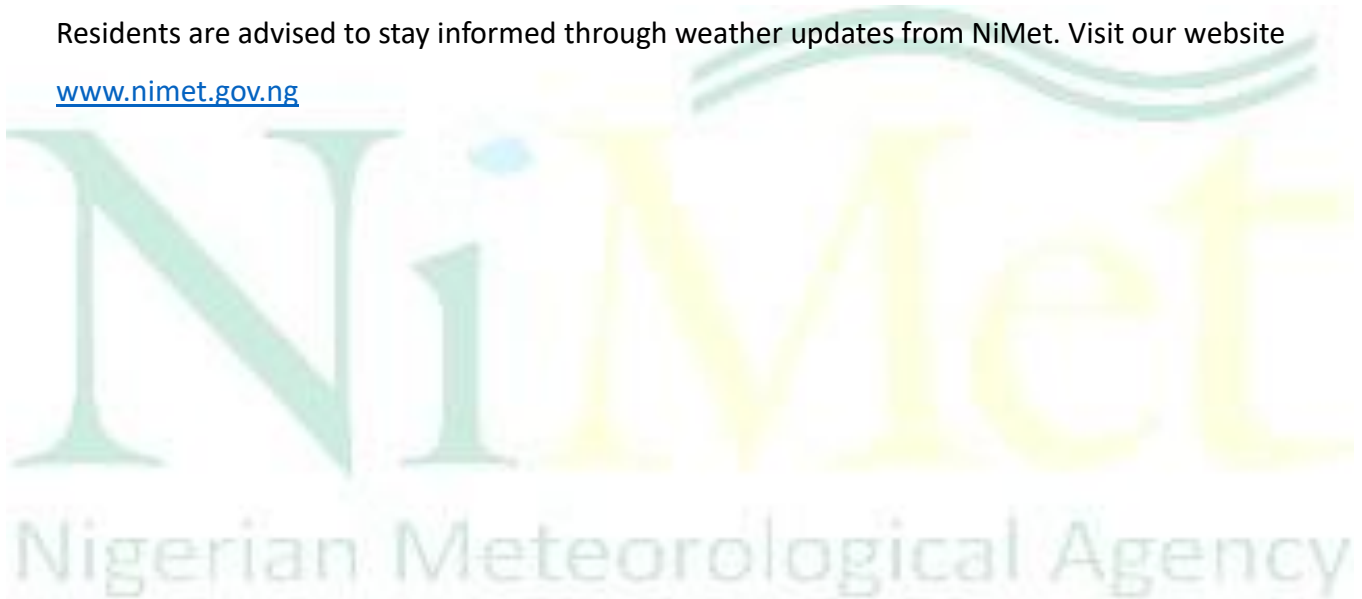 Residents are advised to stay informed through weather updates from NiMet. Visit our website
www.nimet.gov.ng
NiMet
Nigerian Meteorological Agency